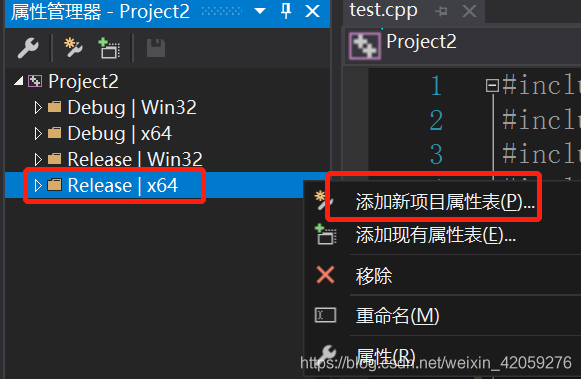 属性管理器 - Project2
test.cpp
Project2
Project2
Debug | Win32
Debug | x64
Release | Win32
Release | x64
1 #inclu
2 #inclu
3 #inclu
添加新项目属性表(P)...
添加现有属性表(E)...
移除
重命名(M)
属性(R)
https://blog.csdn.net/weixin_42059276